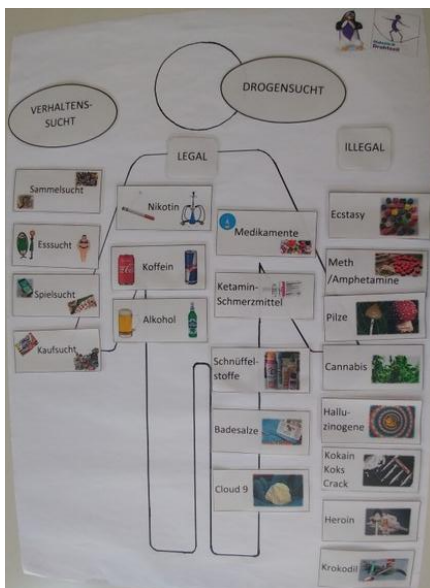 VERHALTENS-
SUCHT
DROGENSUCHT
LEGAL
ILLEGAL
Sammelsucht
Esssucht
Spielsucht
Kaufsucht
Nikotin
Koffein
Alkohol
Medikamente
Ketamin-
Schmerzmittel
Schnüffel-
stoffe
Badesalze
Cloud 9
Ecstasy
Meth
/Amphetamine
Pilze
Cannabis
Hallu-
zinogene
Kokain
Koks
Crack
Heroin
Krokodil